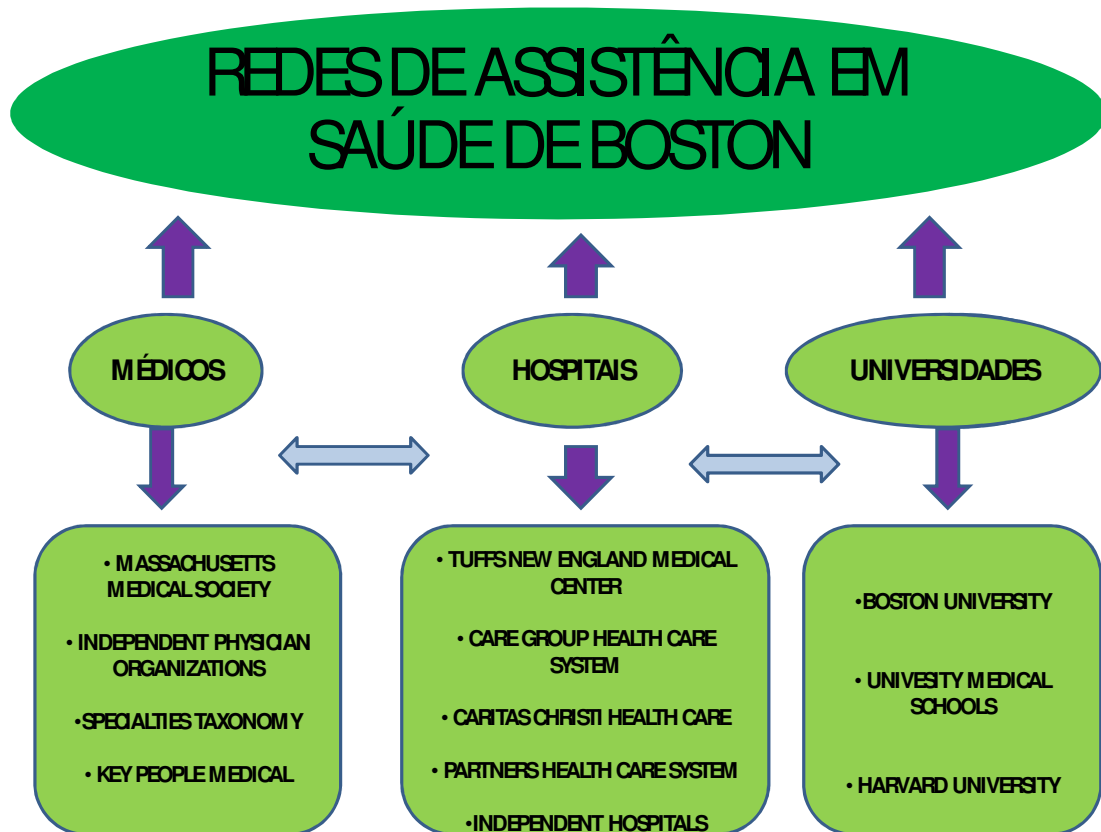 REDES DE ASSISTÊNCIA EM
SAÚDE DE BOSTON
MÉDICOS
HOSPITAIS
UNIVERSIDADES
• MASSACHUSETTS
MEDICAL SOCIETY
• INDEPENDENT PHYSICIAN
ORGANIZATIONS
•SPECIALTIES TAXONOMY
• KEY PEOPLE MEDICAL
• TUFFS NEW ENGLAND MEDICAL
CENTER
• CARE GROUP HEALTH CARE
SYSTEM
• CARITAS CHRISTI HEALTH CARE
• PARTNERS HEALTH CARE SYSTEM
•INDEPENDENT HOSPITALS
•BOSTON UNIVERSITY
• UNIVESITY MEDICAL
SCHOOLS
• HARVARD UNIVERSITY